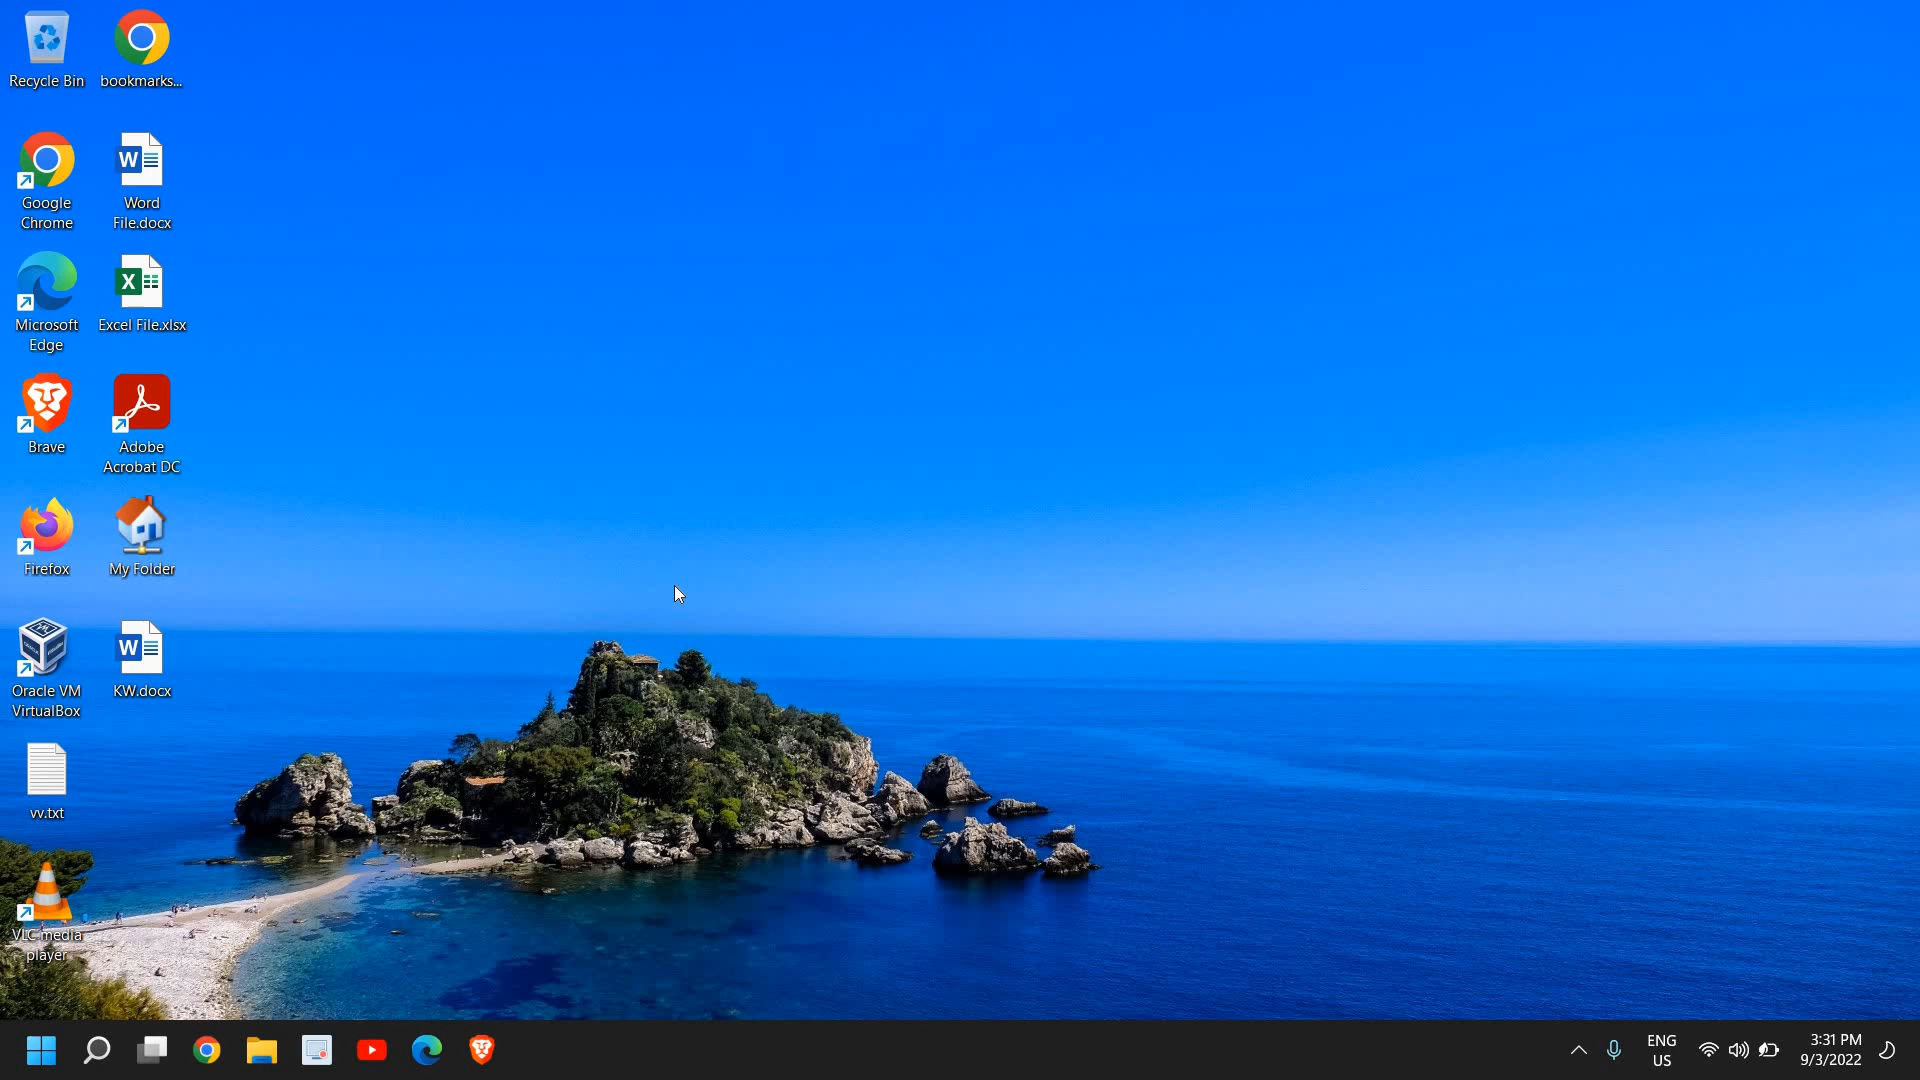 Recycle Bin
bookmarks...
Google
Chrome
Word
File.docx
Microsoft
Edge
Excel File.xlsx
Brave
Adobe
Acrobat DC
Firefox
My Folder
Oracle VM
VirtualBox
KW.docx
vv.txt
VLC media
player
ENG
US
3:31 PM
9/3/2022